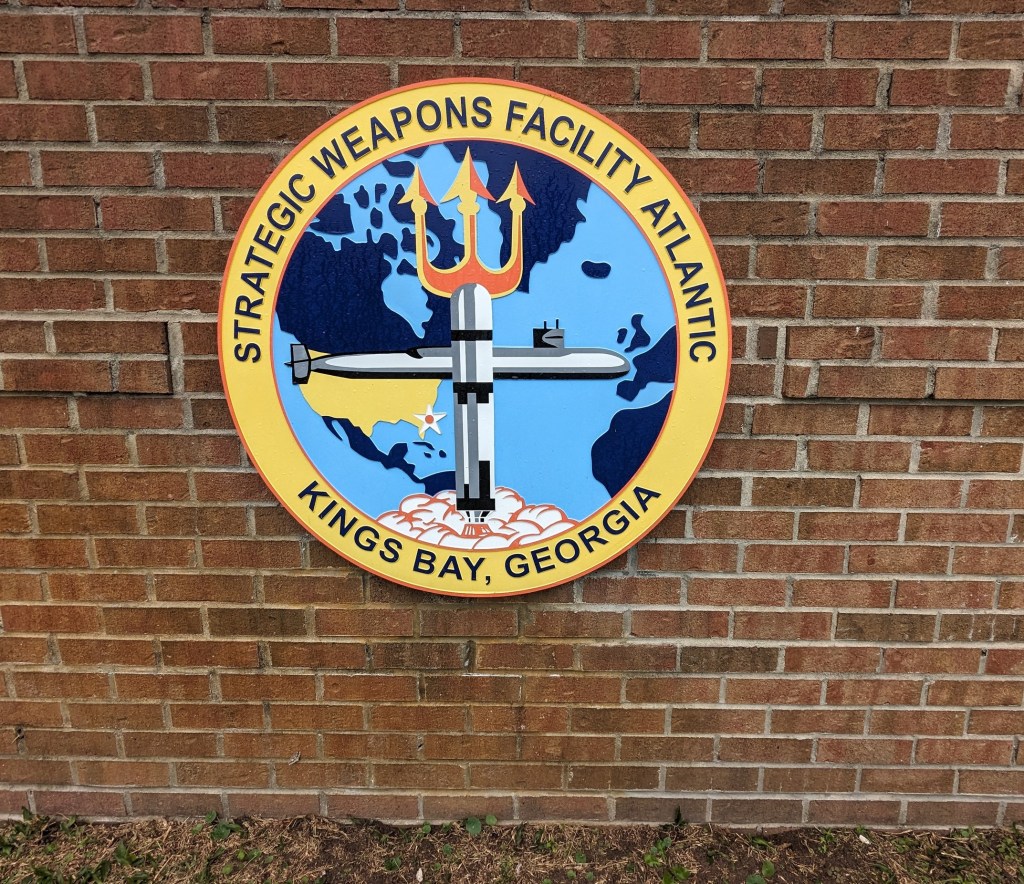 STRATEGIC WEAPONS FACILITY ATLANTIC
KINGS BAY, GEORGIA